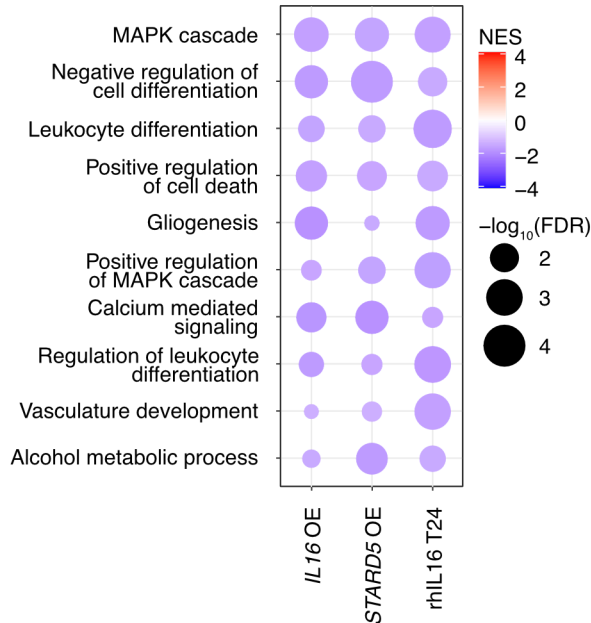 MAPK cascade
Negative regulation of
cell differentiation
Leukocyte differentiation
Positive regulation
of cell death
Gliogenesis
Positive regulation
of MAPK cascade
Calcium mediated
signaling
Regulation of leukocyte
differentiation
Vasculature development
Alcohol metabolic process
IL16 OE
STARD5 OE
rhIL16 T24
NES
4
2
0
−2
−4
−log10(FDR)
2
3
4